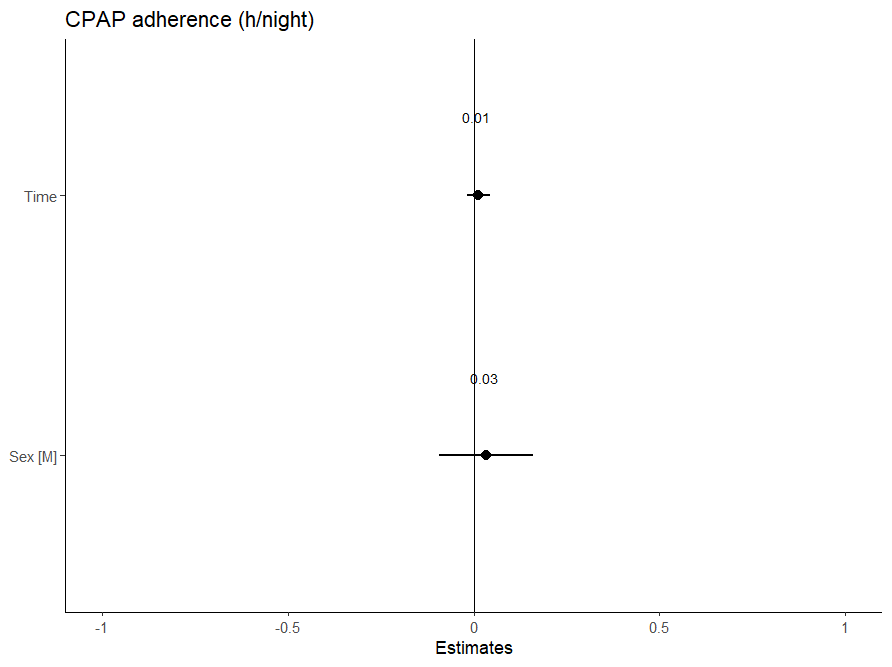 CPAP adherence (h/night)
0.01
Time
0.03
Sex [M]
-1 -0.5 0 0.5 1
Estimates